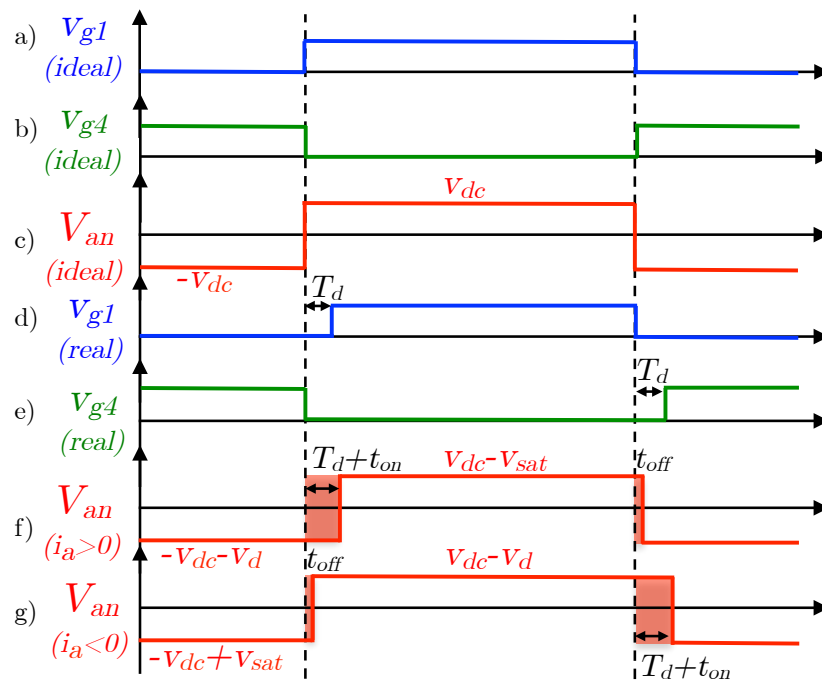 a) Vg1
(ideal)
b) Vg4
(ideal)
vdc
c) Van
(ideal)
-vdc
Td
d) Vg1
(real)
Td
e) Vg4
(real)
Td+ton
vdc-vsat
toff
f) Van
(ia>0)
-vdc-vd
toff
vdc-vd
g) Van
(ia<0)
-vdc+vsat
Td+ton